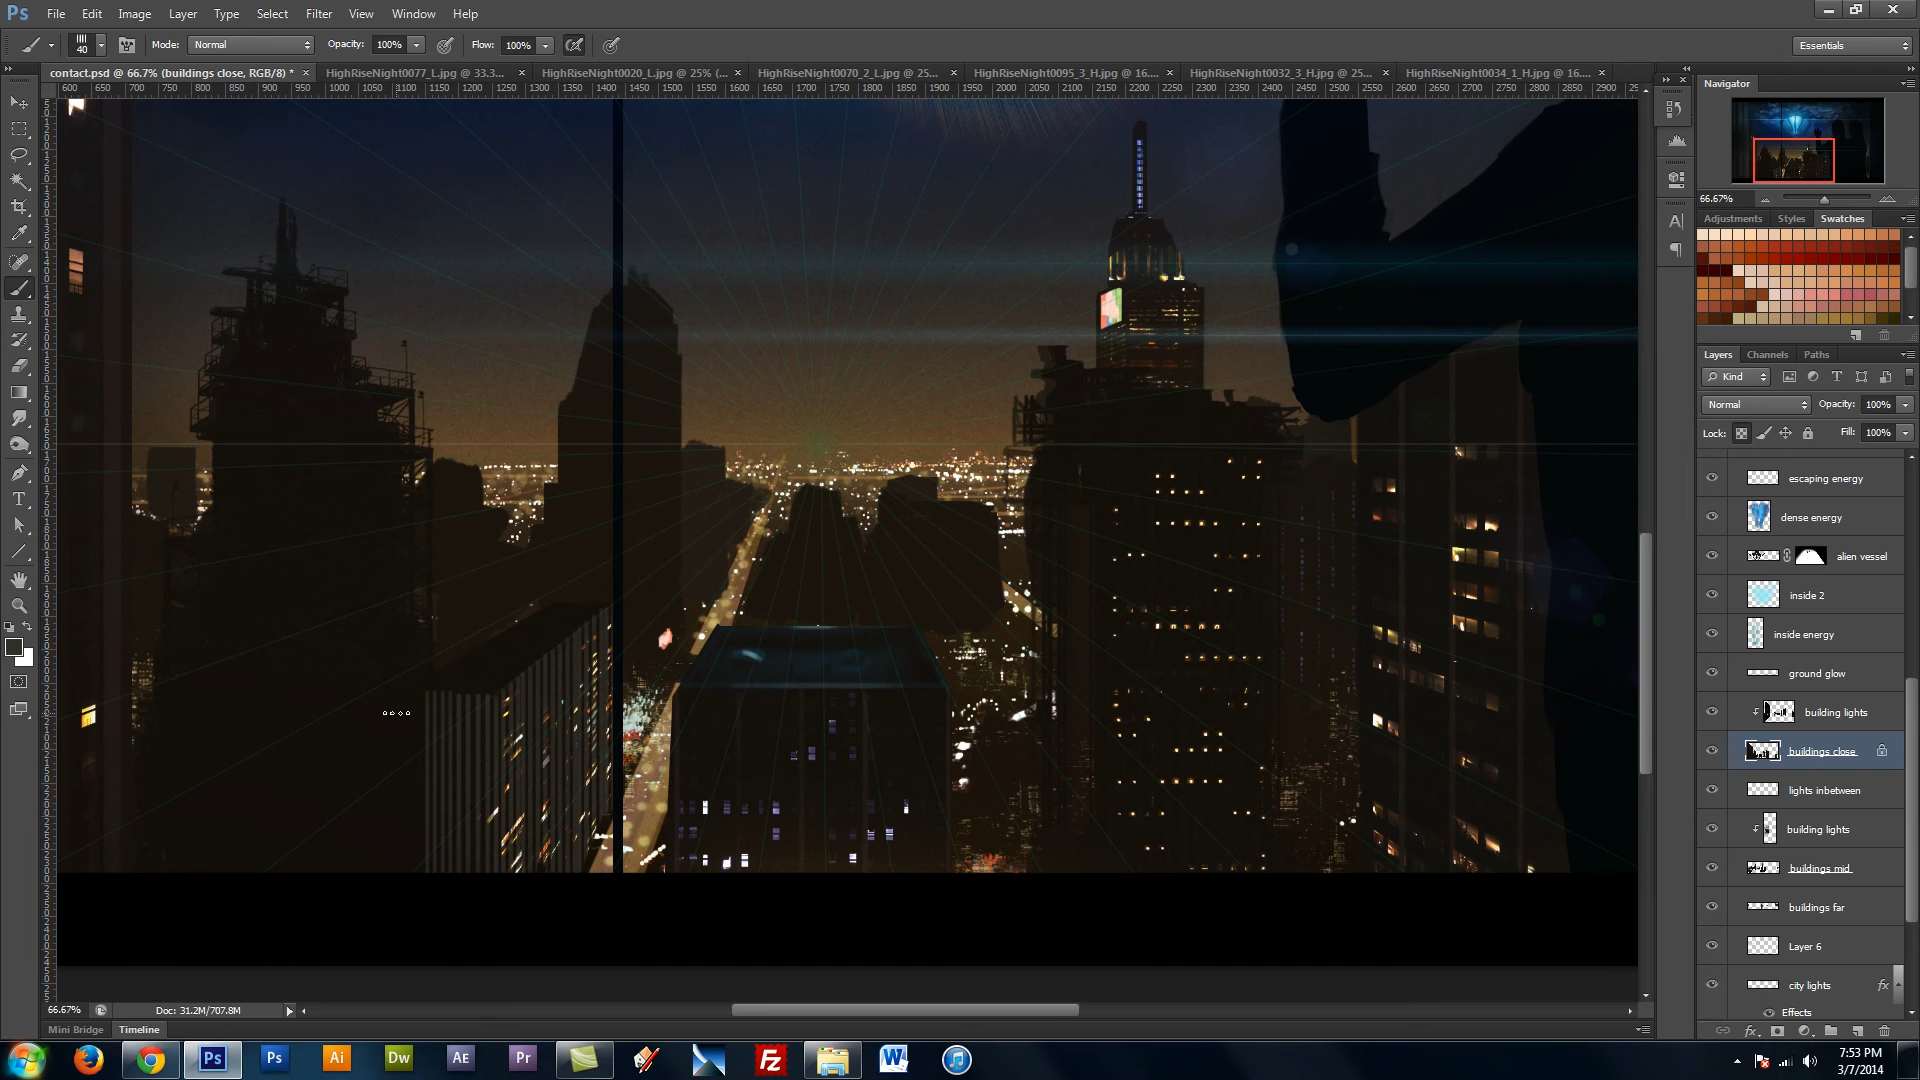 Ps File Edit Image Layer Type Select Filter View Window Help
40 Mode: Normal Opacity: 100% Flow: 100% Essentials
contact.psd @ 66.7% (buildings close, RGB/8) * HighRiseNight0077_L.jpg @ 33.3... HighRiseNight0020_L.jpg @ 25% (... HighRiseNight0070_2_L.jpg @ 25... HighRiseNight0095_3_H.jpg @ 16.... HighRiseNight0032_3_H.jpg @ 25... HighRiseNight0034_1_H.jpg @ 16....
600 650 700 750 800 850 900 950 1000 1050 1100 1150 1200 1250 1300 1350 1400 1450 1500 1550 1600 1650 1700 1750 1800 1850 1900 1950 2000 2050 2100 2150 2200 2250 2300 2350 2400 2450 2500 2550 2600 2650 2700 2750 2800 2850 2900
Navigator
66.67%
Adjustments Styles Swatches
Layers Channels Paths
Kind
Normal Opacity: 100%
Lock: Fill: 100%
escaping energy
dense energy
alien vessel
inside 2
inside energy
ground glow
building lights
buildings close
lights inbetween
building lights
buildings mid
buildings far
Layer 6
city lights fx
Effects
66.67% Doc: 31.2M/707.8M
Mini Bridge Timeline
Ps Ps Ai Dw AE Pr Fz W
7:53 PM
3/7/2014